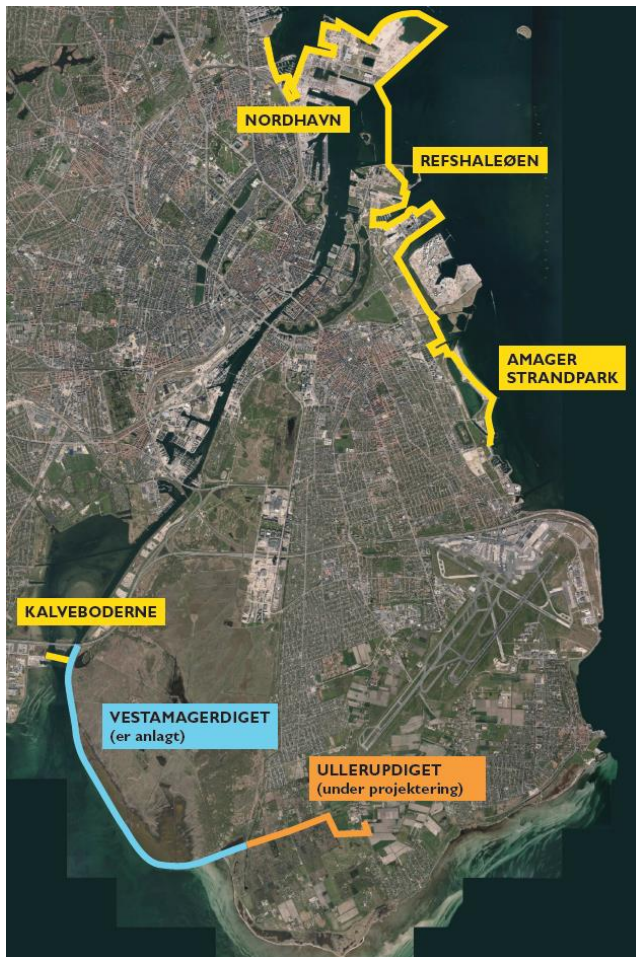 NORDHAVN
REFSHALEØEN
AMAGER
STRANDPARK
KALVEBODERNE
VESTAMAGERDIGET
(er anlagt)
ULLERUPDIGET
(under projektering)